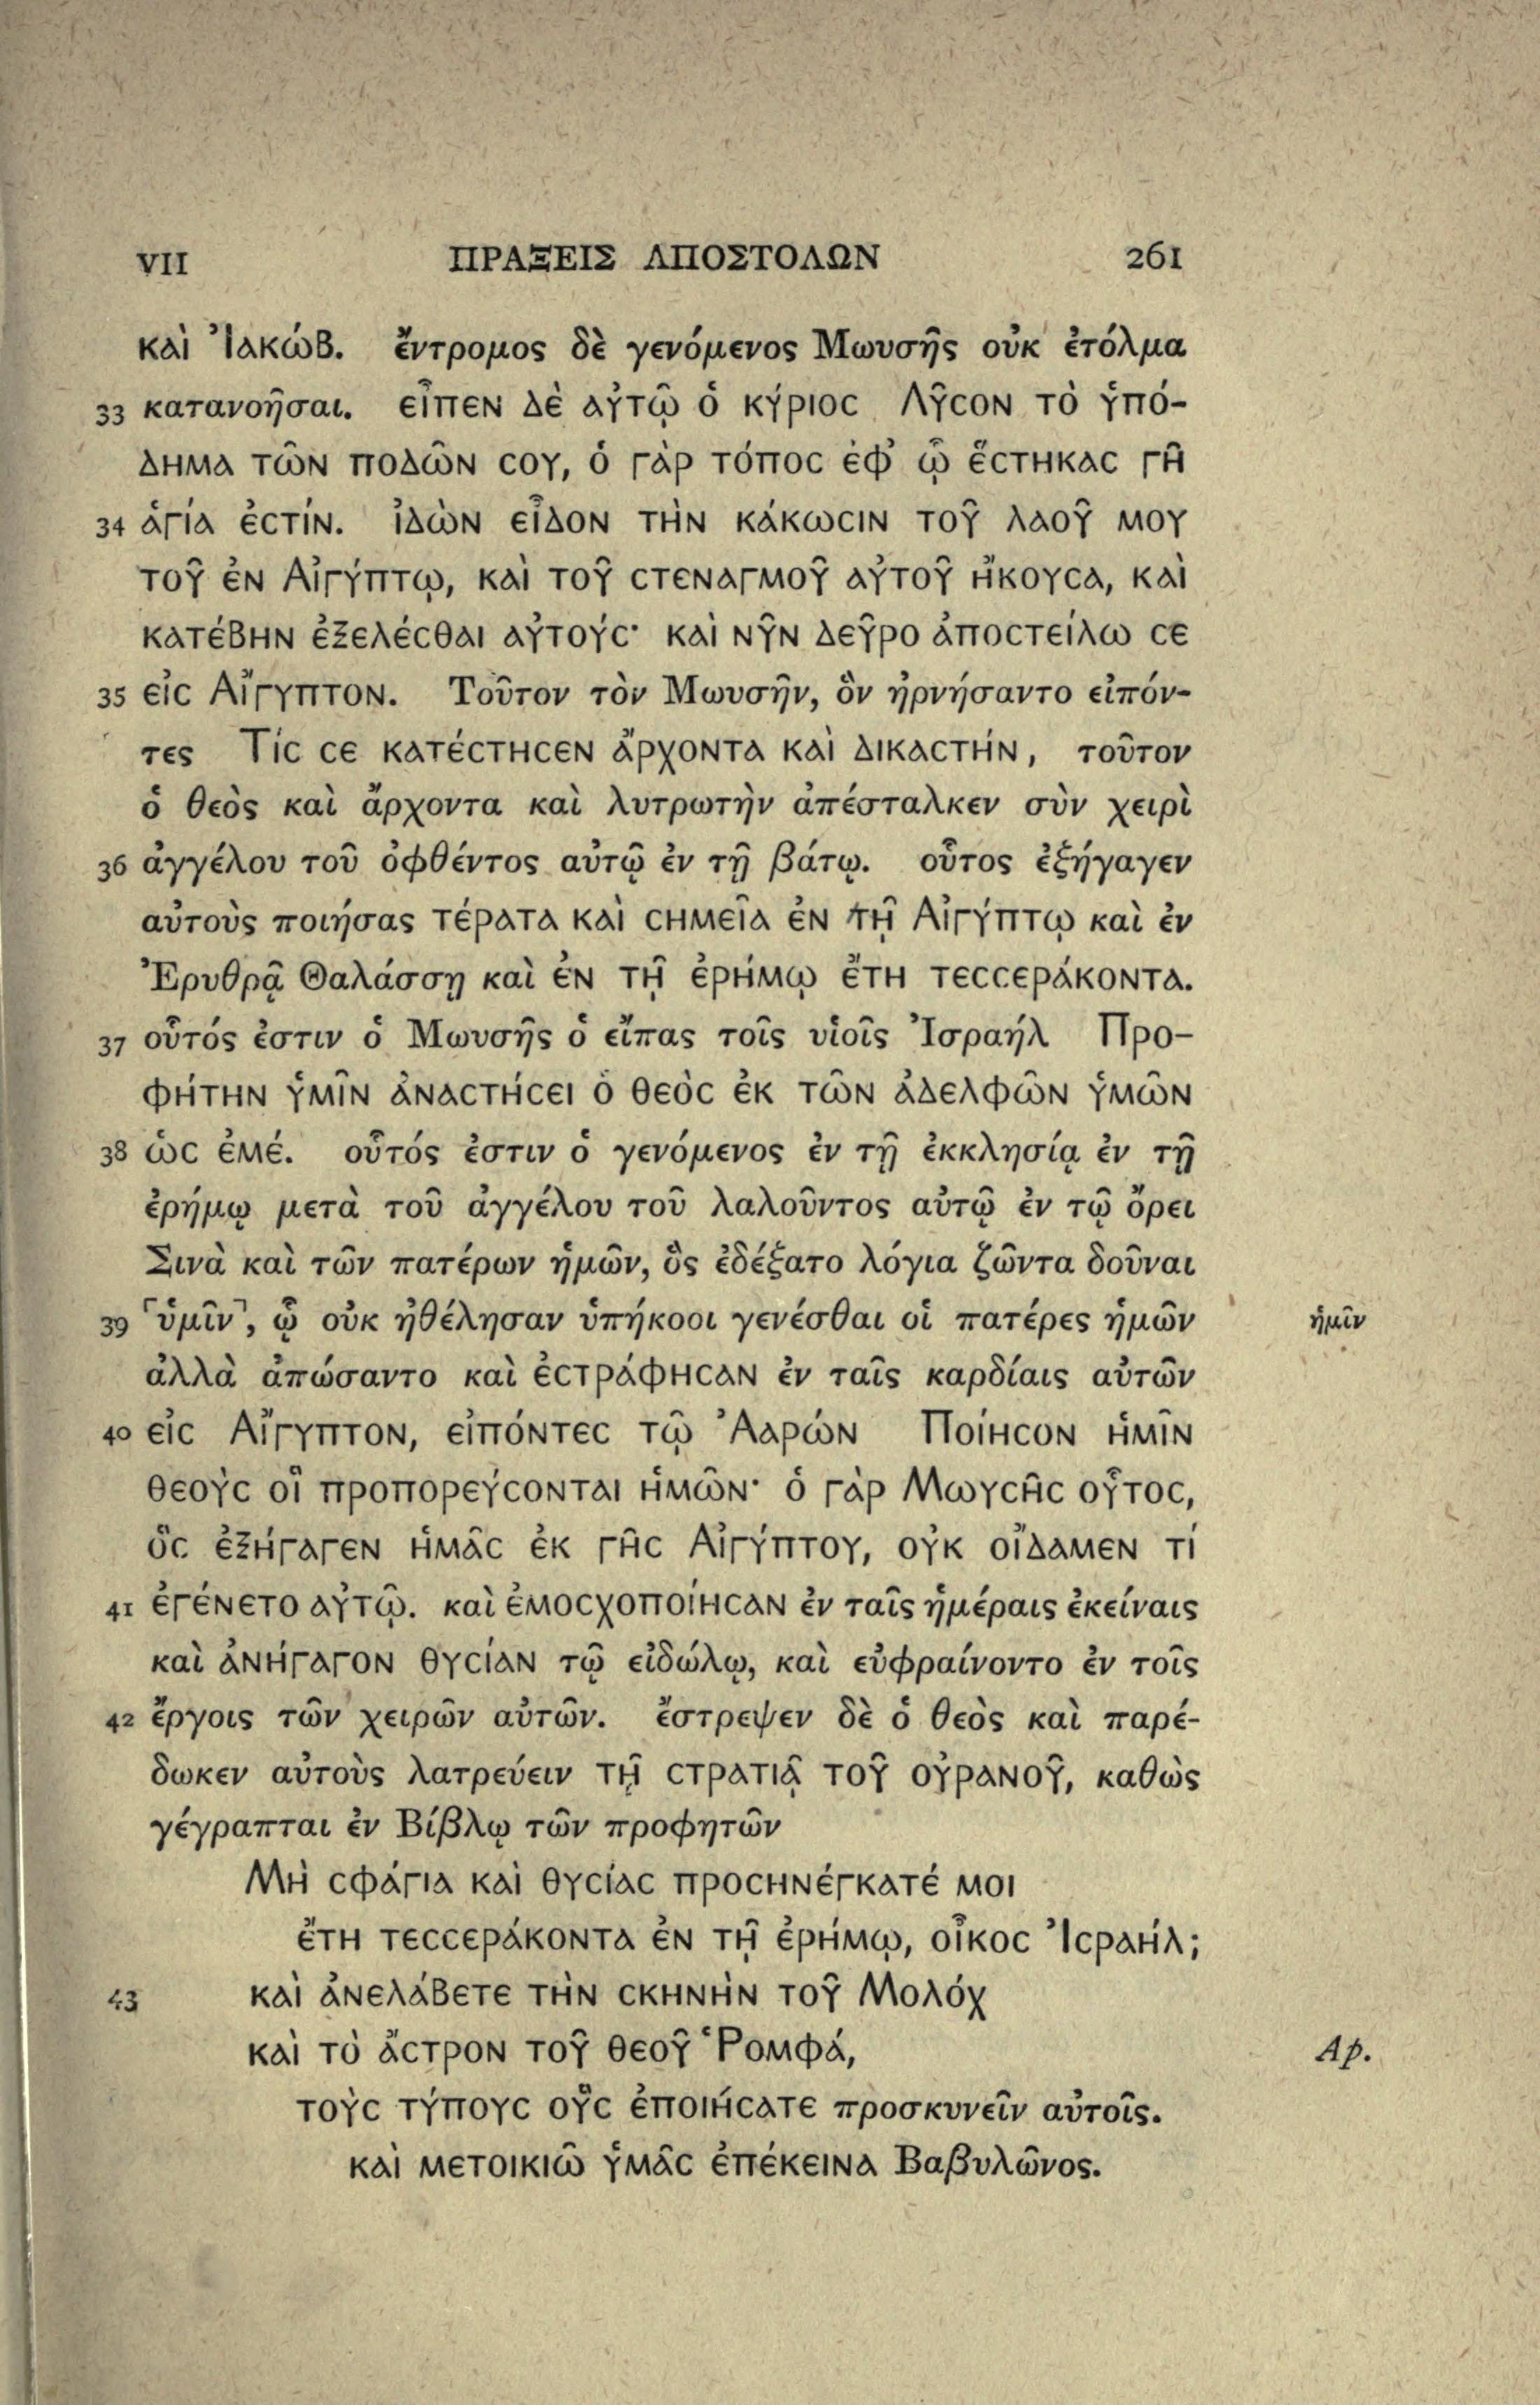 VII ΠΡΑΞΕΙΣ ΑΠΟΣΤΟΛΩΝ 261
καὶ Ἰακώβ. ἔντρομος δὲ γενόμενος Μωυσῆς οὐκ ἐτόλμα
33 κατανοῆσαι. εἶπεν δὲ αὐτῷ ὁ κύριος Λῦσον τὸ ὑπό-
δημα τῶν ποδῶν σου, ὁ γὰρ τόπος ἐφ' ᾧ ἕστηκας γῆ
34 ἁγία ἐστίν. ἰδὼν εἶδον τὴν κάκωσιν τοῦ λαοῦ μου
τοῦ ἐν Αἰγύπτῳ, καὶ τοῦ στεναγμοῦ αὐτοῦ ἤκουσα, καὶ
κατέβην ἐξελέσθαι αὐτούς· καὶ νῦν δεῦρο ἀποστείλω σε
35 εἰς Αἴγυπτον. Τοῦτον τὸν Μωυσῆν, ὃν ἠρνήσαντο εἰπόν-
τες Τίς σε κατέστησεν ἄρχοντα καὶ δικαστήν, τοῦτον
ὁ θεὸς καὶ ἄρχοντα καὶ λυτρωτὴν ἀπέσταλκεν σὺν χειρὶ
36 ἀγγέλου τοῦ ὀφθέντος αὐτῷ ἐν τῇ βάτῳ. οὗτος ἐξήγαγεν
αὐτοὺς ποιήσας τέρατα καὶ σημεῖα ἐν τῇ Αἰγύπτῳ καὶ ἐν
Ἐρυθρᾷ Θαλάσσῃ καὶ ἐν τῇ ἐρήμῳ ἔτη τεσσεράκοντα.
37 οὗτός ἐστιν ὁ Μωυσῆς ὁ εἴπας τοῖς υἱοῖς Ἰσραήλ Προ-
φήτην ὑμῖν ἀναστήσει ὁ θεὸς ἐκ τῶν ἀδελφῶν ὑμῶν
38 ὡς ἐμέ. οὗτός ἐστιν ὁ γενόμενος ἐν τῇ ἐκκλησίᾳ ἐν τῇ
ἐρήμῳ μετὰ τοῦ ἀγγέλου τοῦ λαλοῦντος αὐτῷ ἐν τῷ ὄρει
Σινὰ καὶ τῶν πατέρων ἡμῶν, ὃς ἐδέξατο λόγια ζῶντα δοῦναι
39 ⌜ὑμῖν⌝, ᾧ οὐκ ἠθέλησαν ὑπήκοοι γενέσθαι οἱ πατέρες ἡμῶν ἡμῖν
ἀλλὰ ἀπώσαντο καὶ ἐστράφησαν ἐν ταῖς καρδίαις αὐτῶν
40 εἰς Αἴγυπτον, εἰπόντες τῷ Ἀαρών Ποίησον ἡμῖν
θεοὺς οἳ προπορεύσονται ἡμῶν· ὁ γὰρ Μωυσῆς οὗτος,
ὃς ἐξήγαγεν ἡμᾶς ἐκ γῆς Αἰγύπτου, οὐκ οἴδαμεν τί
41 ἐγένετο αὐτῷ. καὶ ἐμοσχοποίησαν ἐν ταῖς ἡμέραις ἐκείναις
καὶ ἀνήγαγον θυσίαν τῷ εἰδώλῳ, καὶ εὐφραίνοντο ἐν τοῖς
42 ἔργοις τῶν χειρῶν αὐτῶν. ἔστρεψεν δὲ ὁ θεὸς καὶ παρέ-
δωκεν αὐτοὺς λατρεύειν τῇ στρατιᾷ τοῦ οὐρανοῦ, καθὼς
γέγραπται ἐν Βίβλῳ τῶν προφητῶν
Μὴ σφάγια καὶ θυσίας προσηνέγκατέ μοι
ἔτη τεσσεράκοντα ἐν τῇ ἐρήμῳ, οἶκος Ἰσραήλ;
43 καὶ ἀνελάβετε τὴν σκηνὴν τοῦ Μολόχ
καὶ τὸ ἄστρον τοῦ θεοῦ Ῥομφά, Ap.
τοὺς τύπους οὓς ἐποιήσατε προσκυνεῖν αὐτοῖς.
καὶ μετοικιῶ ὑμᾶς ἐπέκεινα Βαβυλῶνος.